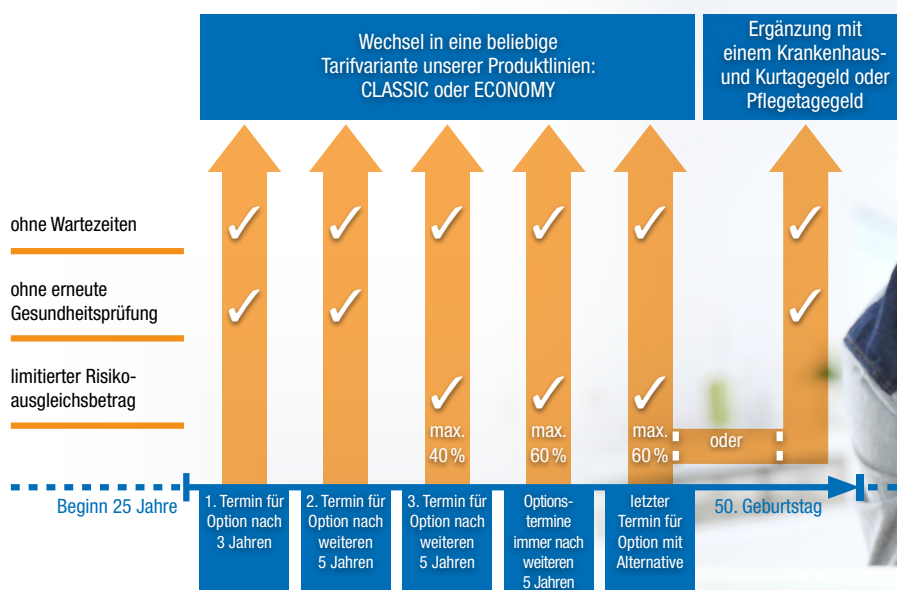 Wechsel in eine beliebige
Tarifvariante unserer Produktlinien:
CLASSIC oder ECONOMY
Ergänzung mit
einem Krankenhaus-
und Kurtagegeld oder
Pflegetagegeld
ohne Wartezeiten
ohne erneute
Gesundheitsprüfung
limitierter Risiko-
ausgleichsbetrag
max.
40 %
max.
60 %
max.
60 %
oder
Beginn 25 Jahre
1. Termin für
Option nach
3 Jahren
2. Termin für
Option nach
weiteren
5 Jahren
3. Termin für
Option nach
weiteren
5 Jahren
Options-
termine
immer nach
weiteren
5 Jahren
letzter
Termin für
Option mit
Alternative
50. Geburtstag